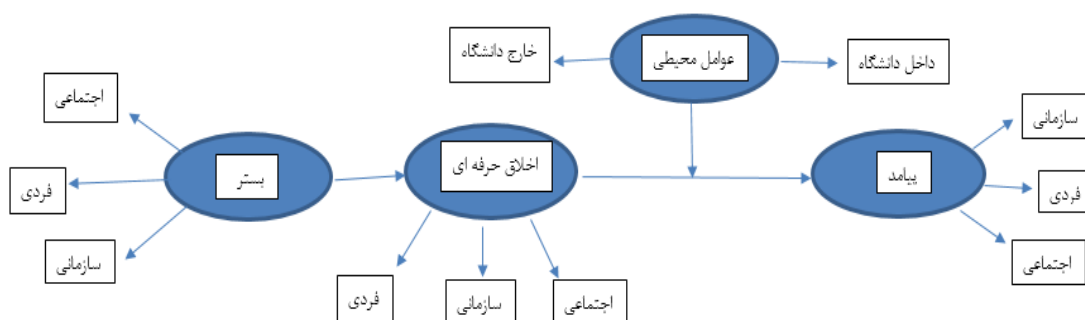 خارج دانشگاه
عوامل محیطی
داخل دانشگاه
اجتماعی
فردی
سازمانی
بستر
اخلاق حرفه ای
فردی
سازمانی
اجتماعی
پیامد
سازمانی
فردی
اجتماعی